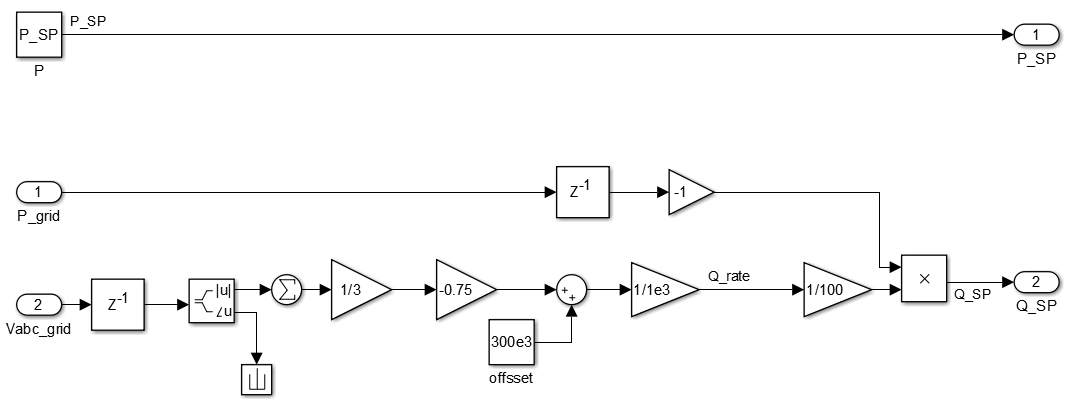 P_SP
P_SP
P
1
P_SP
1
P_grid
Z-1
-1
2
Vabc_grid
Z-1
|u|
∠u
Σ
1/3
-0.75
+
+
300e3
offsset
1/1e3
Q_rate
1/100
×
Q_SP
2
Q_SP